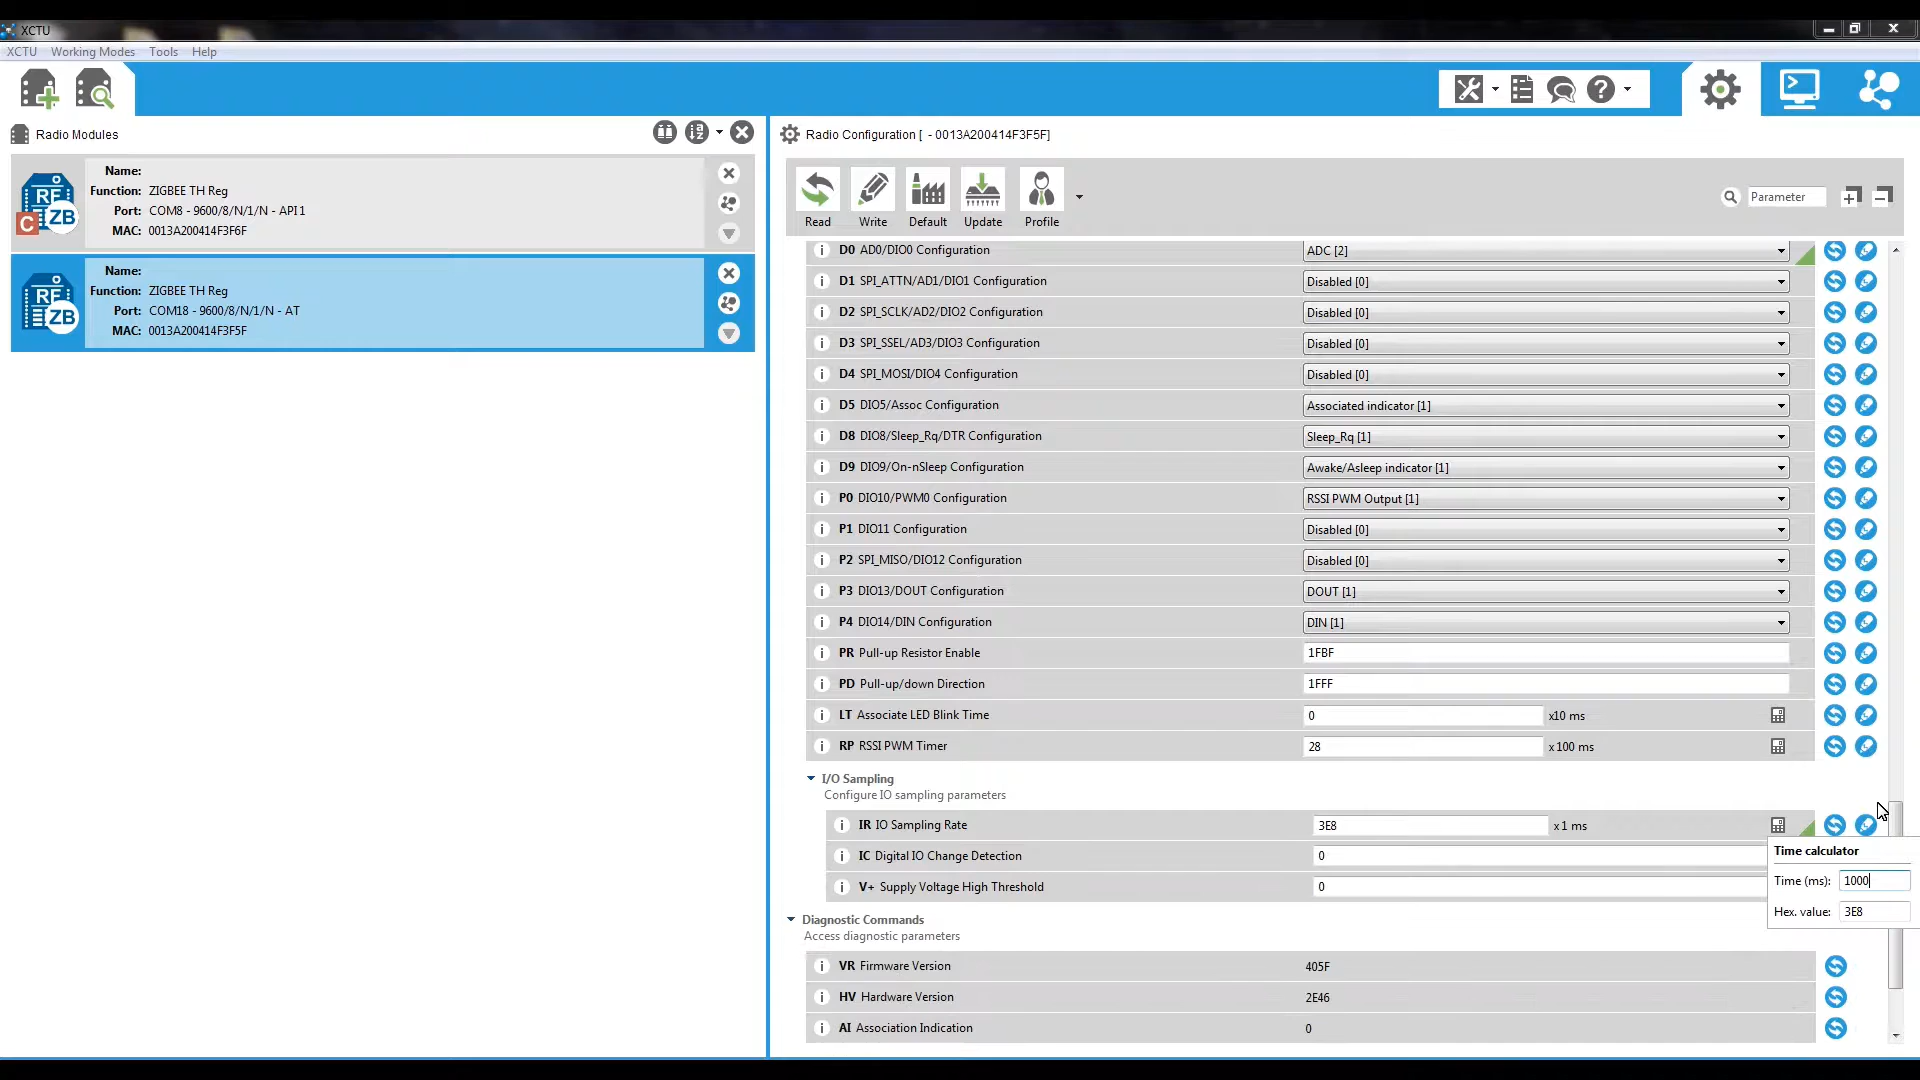 XCTU
XCTU Working Modes Tools Help
Radio Modules
Name:
Function: ZIGBEE TH Reg
Port: COM8 - 9600/8/N/1/N - API 1
MAC: 0013A200414F3F6F
RF
ZB
C
Name:
Function: ZIGBEE TH Reg
Port: COM18 - 9600/8/N/1/N - AT
MAC: 0013A200414F3F5F
RF
ZB
Radio Configuration [ - 0013A200414F3F5F]
Read Write Default Update Profile
Parameter
D0 AD0/DIO0 Configuration ADC [2]
D1 SPI_ATTN/AD1/DIO1 Configuration Disabled [0]
D2 SPI_SCLK/AD2/DIO2 Configuration Disabled [0]
D3 SPI_SSEL/AD3/DIO3 Configuration Disabled [0]
D4 SPI_MOSI/DIO4 Configuration Disabled [0]
D5 DIO5/Assoc Configuration Associated indicator [1]
D8 DIO8/Sleep_Rq/DTR Configuration Sleep_Rq [1]
D9 DIO9/On-nSleep Configuration Awake/Asleep indicator [1]
P0 DIO10/PWM0 Configuration RSSI PWM Output [1]
P1 DIO11 Configuration Disabled [0]
P2 SPI_MISO/DIO12 Configuration Disabled [0]
P3 DIO13/DOUT Configuration DOUT [1]
P4 DIO14/DIN Configuration DIN [1]
PR Pull-up Resistor Enable 1FBF
PD Pull-up/down Direction 1FFF
LT Associate LED Blink Time 0 x10 ms
RP RSSI PWM Timer 28 x 100 ms
I/O Sampling
Configure IO sampling parameters
IR IO Sampling Rate 3E8 x 1 ms
IC Digital IO Change Detection 0
V+ Supply Voltage High Threshold 0
Time calculator
Time (ms): 1000
Hex. value: 3E8
Diagnostic Commands
Access diagnostic parameters
VR Firmware Version 405F
HV Hardware Version 2E46
AI Association Indication 0